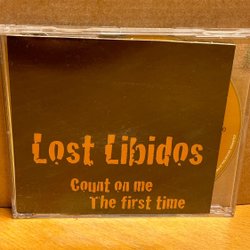 Lost Libidos
Count on me
The first time